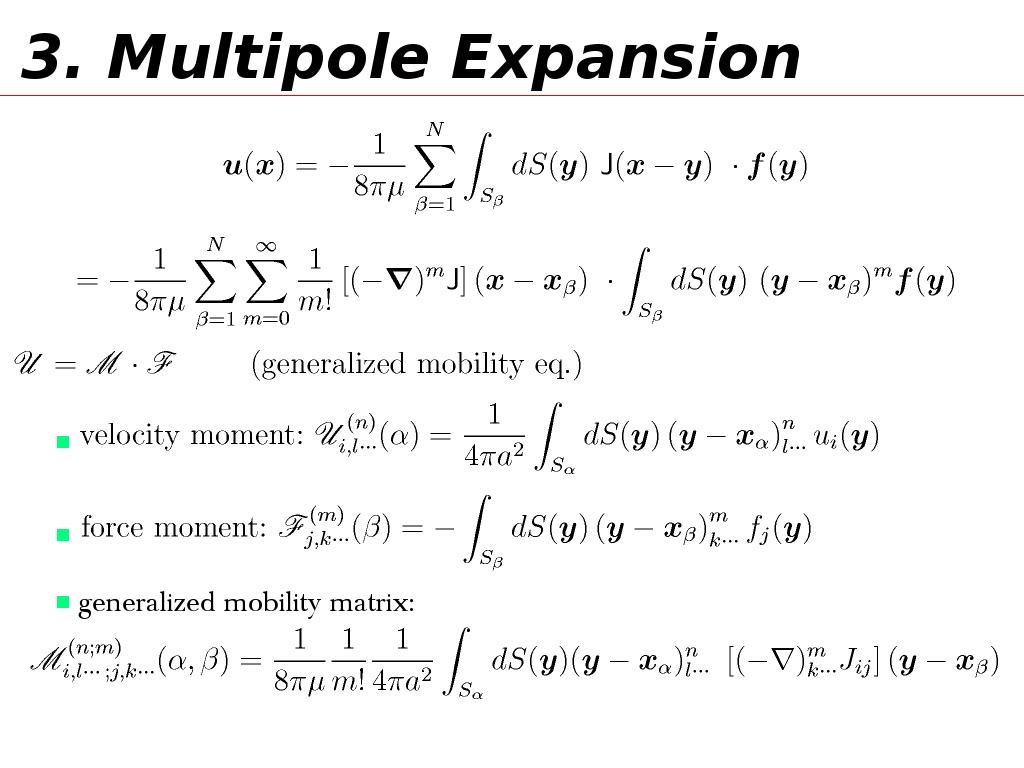 3. Multipole Expansion
$\boldsymbol{u}(\boldsymbol{x}) = -\frac{1}{8\pi\mu} \sum_{\beta=1}^{N} \int_{S_\beta} dS(\boldsymbol{y}) \ \mathsf{J}(\boldsymbol{x} - \boldsymbol{y}) \ \cdot \boldsymbol{f}(\boldsymbol{y})$
$= -\frac{1}{8\pi\mu} \sum_{\beta=1}^{N} \sum_{m=0}^{\infty} \frac{1}{m!} [(-\boldsymbol{\nabla})^m \mathsf{J}] (\boldsymbol{x} - \boldsymbol{x}_\beta) \ \cdot \int_{S_\beta} dS(\boldsymbol{y}) \ (\boldsymbol{y} - \boldsymbol{x}_\beta)^m \boldsymbol{f}(\boldsymbol{y})$
$\mathscr{U} = \mathscr{M} \cdot \mathscr{F}$ (generalized mobility eq.)
velocity moment: $\mathscr{U}^{(n)}_{i,l\cdots}(\alpha) = \frac{1}{4\pi a^2} \int_{S_\alpha} dS(\boldsymbol{y}) (\boldsymbol{y} - \boldsymbol{x}_\alpha)^n_{l\cdots} u_i(\boldsymbol{y})$
force moment: $\mathscr{F}^{(m)}_{j,k\cdots}(\beta) = -\int_{S_\beta} dS(\boldsymbol{y}) (\boldsymbol{y} - \boldsymbol{x}_\beta)^m_{k\cdots} f_j(\boldsymbol{y})$
generalized mobility matrix:
$\mathscr{M}^{(n;m)}_{i,l\cdots;j,k\cdots}(\alpha, \beta) = \frac{1}{8\pi\mu} \frac{1}{m!} \frac{1}{4\pi a^2} \int_{S_\alpha} dS(\boldsymbol{y}) (\boldsymbol{y} - \boldsymbol{x}_\alpha)^n_{l\cdots} \ [(-\nabla)^m_{k\cdots} J_{ij}] (\boldsymbol{y} - \boldsymbol{x}_\beta)$